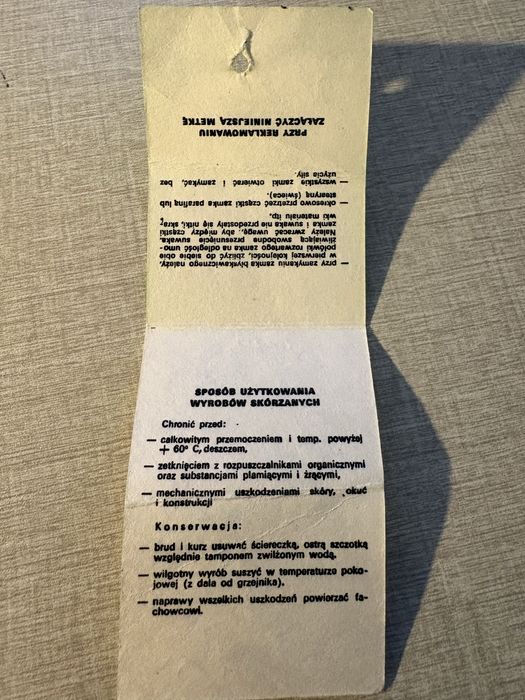 SPOSÓB UŻYTKOWANIA
WYROBÓW SKÓRZANYCH
Chronić przed:
— całkowitym przemoczeniem i temp. powyżej
+ 60° C, deszczem,
— zetknięciem z rozpuszczalnikami organicznymi
oraz substancjami plamiącymi i żrącymi,
— mechanicznymi uszkodzeniami skóry, okuć
i konstrukcji
Konserwacja:
— brud i kurz usuwać ściereczką, ostrą szczotką
względnie tamponem zwilżonym wodą.
— wilgotny wyrób suszyć w temperaturze poko-
jowej (z dala od grzejnika).
— naprawy wszelkich uszkodzeń powierzać fa-
chowcowi.
— przy zamykaniu zamka błyskawicznego należy,
w pierwszej kolejności, zbliżyć do siebie obie
połówki rozwartego zamka na odległość umo-
żliwiającą swobodne przesunięcie suwaka.
Należy zwracać uwagę, aby między cząstki
zamka i suwaka nie przedostały się nitki, skra-
wki materiału itp.
— okresowo przetrzeć cząstki zamka parafiną lub
stearyną (świeca).
— wszystkie zamki otwierać i zamykać, bez
użycia siły.
PRZY REKLAMOWANIU
ZAŁĄCZYĆ NINIEJSZĄ METKĘ